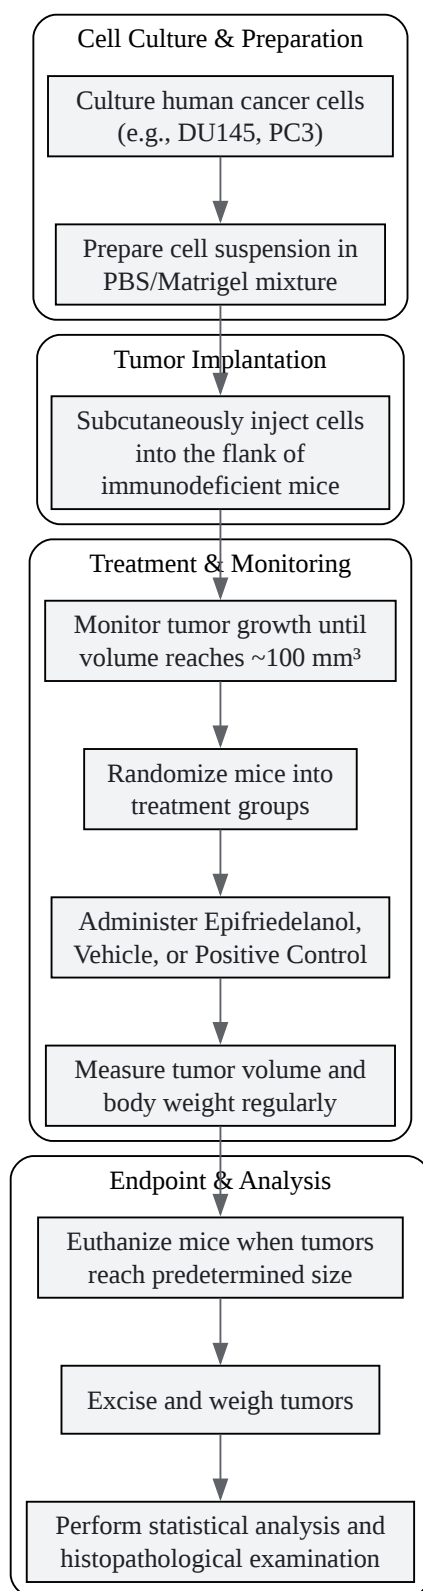 Cell Culture & Preparation
Culture human cancer cells
(e.g., DU145, PC3)
Prepare cell suspension in
PBS/Matrigel mixture
Tumor Implantation
Subcutaneously inject cells
into the flank of
immunodeficient mice
Treatment & Monitoring
Monitor tumor growth until
volume reaches ~100 mm³
Randomize mice into
treatment groups
Administer Epifriedelanol,
Vehicle, or Positive Control
Measure tumor volume and
body weight regularly
Endpoint & Analysis
Euthanize mice when tumors
reach predetermined size
Excise and weigh tumors
Perform statistical analysis and
histopathological examination